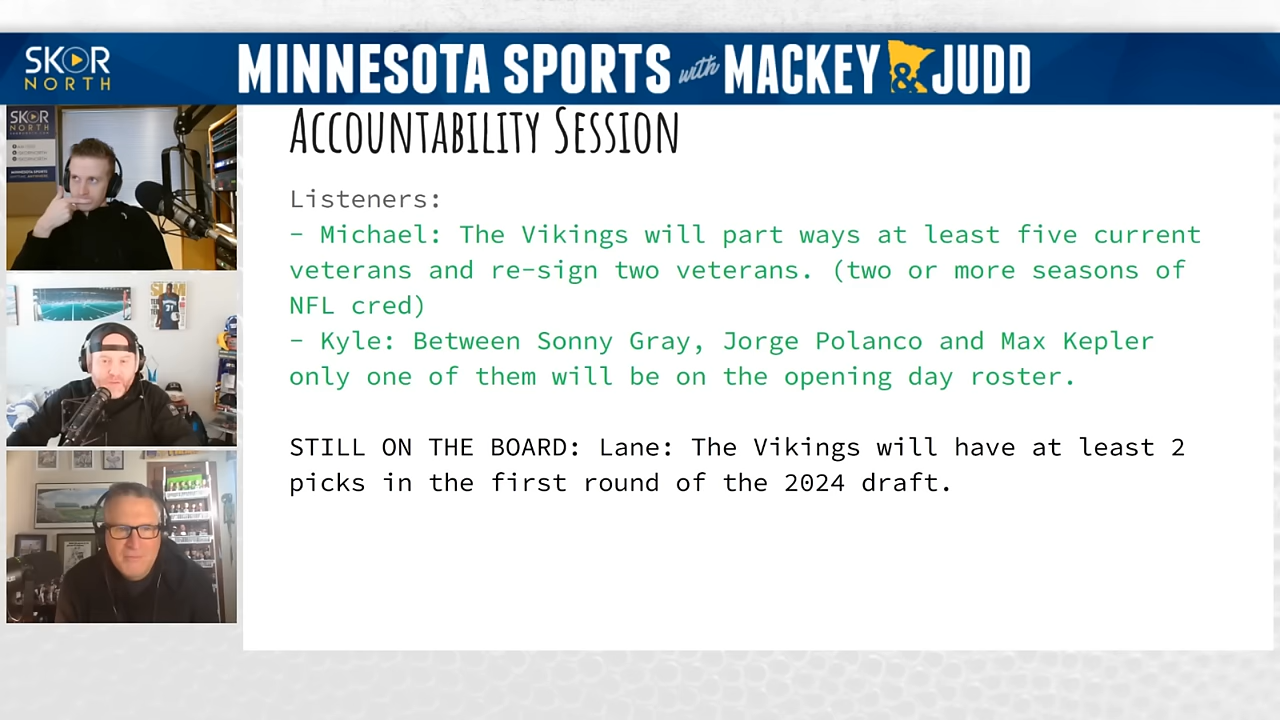 SKOR
NORTH
MINNESOTA SPORTS with MACKEY & JUDD
SKOR
NORTH
SLAM
ACCOUNTABILITY SESSION
Listeners:
- Michael: The Vikings will part ways at least five current
veterans and re-sign two veterans. (two or more seasons of
NFL cred)
- Kyle: Between Sonny Gray, Jorge Polanco and Max Kepler
only one of them will be on the opening day roster.
STILL ON THE BOARD: Lane: The Vikings will have at least 2
picks in the first round of the 2024 draft.